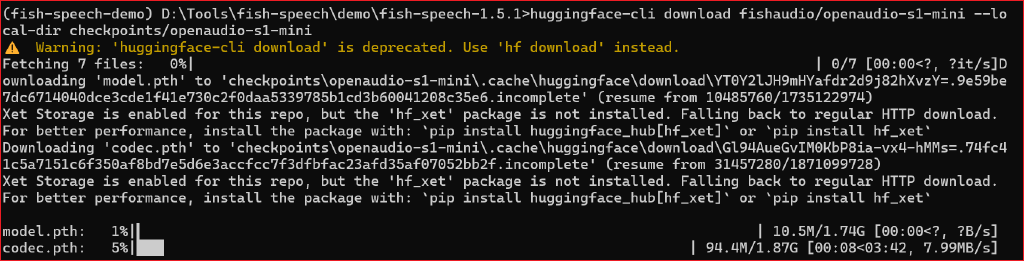 (fish-speech-demo) D:\Tools\fish-speech\demo\fish-speech-1.5.1>huggingface-cli download fishaudio/openaudio-s1-mini --lo
cal-dir checkpoints/openaudio-s1-mini
⚠ Warning: 'huggingface-cli download' is deprecated. Use 'hf download' instead.
Fetching 7 files:   0%| | 0/7 [00:00<?, ?it/s]D
ownloading 'model.pth' to 'checkpoints\openaudio-s1-mini\.cache\huggingface\download\YT0Y2lJH9mHYafdr2d9j82hXvzY=.9e59be
7dc6714040dce3cde1f41e730c2f0daa5339785b1cd3b60041208c35e6.incomplete' (resume from 10485760/1735122974)
Xet Storage is enabled for this repo, but the 'hf_xet' package is not installed. Falling back to regular HTTP download.
For better performance, install the package with: `pip install huggingface_hub[hf_xet]` or `pip install hf_xet`
Downloading 'codec.pth' to 'checkpoints\openaudio-s1-mini\.cache\huggingface\download\Gl94AueGvIM0KbP8ia-vx4-hMMs=.74fc4
1c5a7151c6f350af8bd7e5d6e3accfcc7f3dfbfac23afd35af07052bb2f.incomplete' (resume from 31457280/1871099728)
Xet Storage is enabled for this repo, but the 'hf_xet' package is not installed. Falling back to regular HTTP download.
For better performance, install the package with: `pip install huggingface_hub[hf_xet]` or `pip install hf_xet`
model.pth:   1%| | 10.5M/1.74G [00:00<?, ?B/s]
codec.pth:   5%| | 94.4M/1.87G [00:08<03:42, 7.99MB/s]